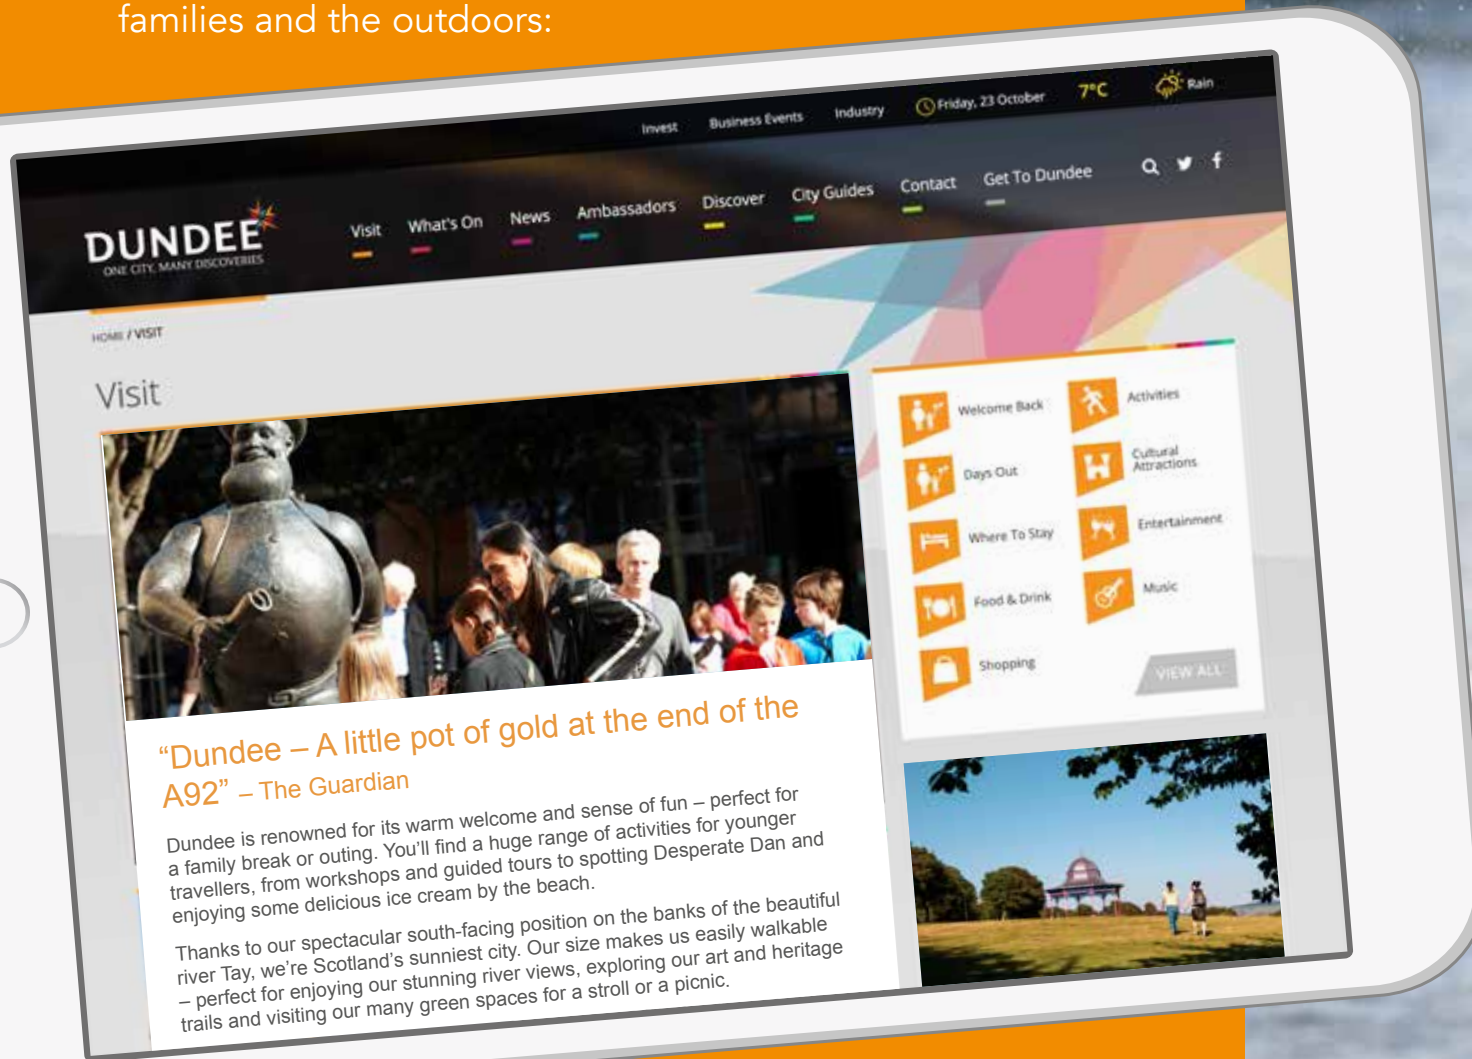 families and the outdoors:
Invest Business Events Industry Friday, 23 October 7°C Rain
DUNDEE
ONE CITY, MANY DISCOVERIES
Visit What's On News Ambassadors Discover City Guides Contact Get To Dundee
HOME / VISIT
Visit
“Dundee – A little pot of gold at the end of the
A92” – The Guardian
Dundee is renowned for its warm welcome and sense of fun – perfect for
a family break or outing. You’ll find a huge range of activities for younger
travellers, from workshops and guided tours to spotting Desperate Dan and
enjoying some delicious ice cream by the beach.
Thanks to our spectacular south-facing position on the banks of the beautiful
river Tay, we’re Scotland’s sunniest city. Our size makes us easily walkable
– perfect for enjoying our stunning river views, exploring our art and heritage
trails and visiting our many green spaces for a stroll or a picnic.
Welcome Back
Activities
Days Out
Cultural
Attractions
Where To Stay
Entertainment
Food & Drink
Music
Shopping
VIEW ALL